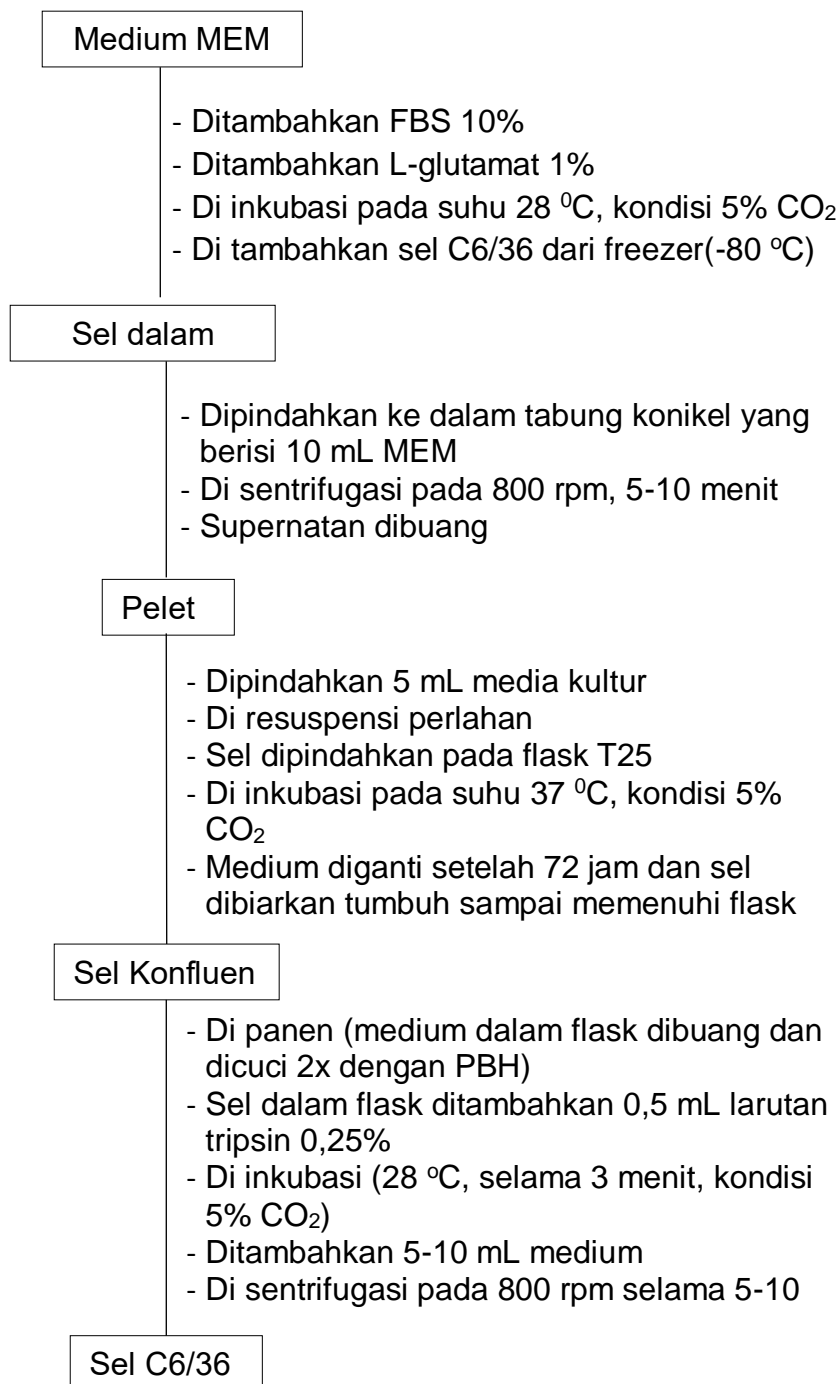 Medium MEM
- Ditambahkan FBS 10%
- Ditambahkan L-glutamat 1%
- Di inkubasi pada suhu 28 ⁰C, kondisi 5% CO₂
- Di tambahkan sel C6/36 dari freezer(-80 ᵒC)
Sel dalam
- Dipindahkan ke dalam tabung konikel yang
berisi 10 mL MEM
- Di sentrifugasi pada 800 rpm, 5-10 menit
- Supernatan dibuang
Pelet
- Dipindahkan 5 mL media kultur
- Di resuspensi perlahan
- Sel dipindahkan pada flask T25
- Di inkubasi pada suhu 37 ⁰C, kondisi 5%
CO₂
- Medium diganti setelah 72 jam dan sel
dibiarkan tumbuh sampai memenuhi flask
Sel Konfluen
- Di panen (medium dalam flask dibuang dan
dicuci 2x dengan PBH)
- Sel dalam flask ditambahkan 0,5 mL larutan
tripsin 0,25%
- Di inkubasi (28 ᵒC, selama 3 menit, kondisi
5% CO₂)
- Ditambahkan 5-10 mL medium
- Di sentrifugasi pada 800 rpm selama 5-10
Sel C6/36